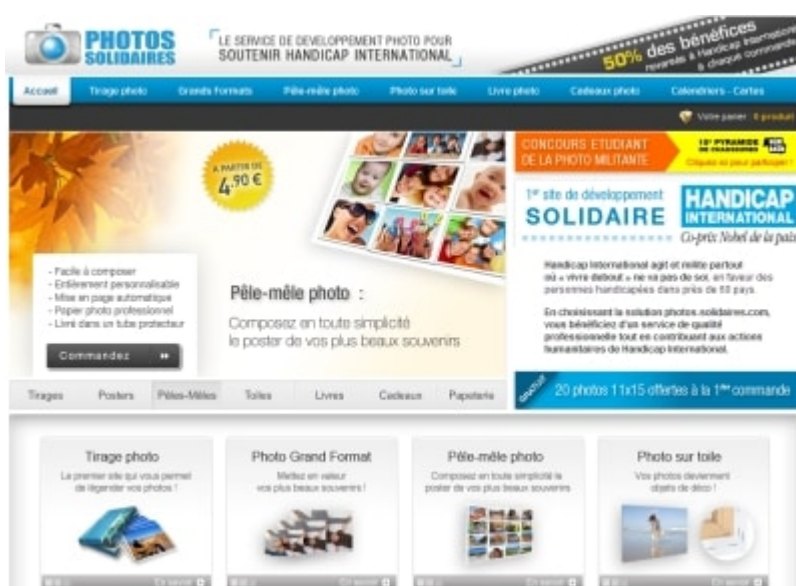 PHOTOS
SOLIDAIRES
LE SERVICE DE DEVELOPPEMENT PHOTO POUR
SOUTENIR HANDICAP INTERNATIONAL
50% des bénéfices
reversés à Handicap International
à chaque commande
Accueil Tirage photo Grands Formats Pêle-mêle photo Photo sur toile Livre photo Cadeaux photo Calendriers - Cartes
Votre panier 0 produit
A PARTIR DE
4,90 €
CONCOURS ETUDIANT
DE LA PHOTO MILITANTE
PYRAMIDE
DE CHAUSSURES
Cliquez ici pour participer !
1er site de développement
SOLIDAIRE
HANDICAP
INTERNATIONAL
Co-prix Nobel de la paix
Handicap International agit et milite partout
où « vivre debout » ne va pas de soi, en faveur des
personnes handicapées dans près de 60 pays.
En choisissant la solution photos-solidaires.com,
vous bénéficiez d'un service de qualité
professionnelle tout en contribuant aux actions
humanitaires de Handicap International.
- Facile à composer
- Entièrement personnalisable
- Mise en page automatique
- Papier photo professionnel
- Livré dans un tube protecteur
Commandez
Pêle-mêle photo :
Composez en toute simplicité
le poster de vos plus beaux souvenirs
GRATUIT
20 photos 11x15 offertes à la 1ère commande
Tirages Posters Pêles-Mêles Toiles Livres Cadeaux Papeterie
Tirage photo
Le premier site qui vous permet
de légender vos photos !
En savoir +
Photo Grand Format
Mettez en valeur
vos plus beaux souvenirs !
En savoir +
Pêle-mêle photo
Composez en toute simplicité le
poster de vos plus beaux souvenirs
En savoir +
Photo sur toile
Vos photos deviennent
objets de déco !
En savoir +